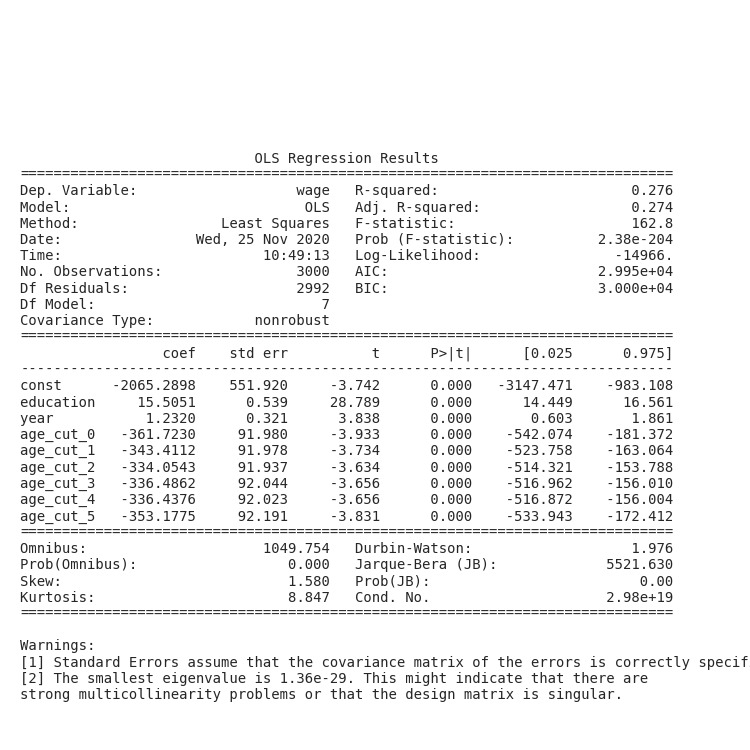 OLS Regression Results
==============================================================================
Dep. Variable:                   wage   R-squared:                       0.276
Model:                            OLS   Adj. R-squared:                  0.274
Method:                 Least Squares   F-statistic:                     162.8
Date:                Wed, 25 Nov 2020   Prob (F-statistic):          2.38e-204
Time:                        10:49:13   Log-Likelihood:                -14966.
No. Observations:                3000   AIC:                         2.995e+04
Df Residuals:                    2992   BIC:                         3.000e+04
Df Model:                           7
Covariance Type:            nonrobust
==============================================================================
                 coef    std err          t      P>|t|      [0.025      0.975]
------------------------------------------------------------------------------
const      -2065.2898    551.920     -3.742      0.000   -3147.471    -983.108
education     15.5051      0.539     28.789      0.000      14.449      16.561
year           1.2320      0.321      3.838      0.000       0.603       1.861
age_cut_0   -361.7230     91.980     -3.933      0.000    -542.074    -181.372
age_cut_1   -343.4112     91.978     -3.734      0.000    -523.758    -163.064
age_cut_2   -334.0543     91.937     -3.634      0.000    -514.321    -153.788
age_cut_3   -336.4862     92.044     -3.656      0.000    -516.962    -156.010
age_cut_4   -336.4376     92.023     -3.656      0.000    -516.872    -156.004
age_cut_5   -353.1775     92.191     -3.831      0.000    -533.943    -172.412
==============================================================================
Omnibus:                     1049.754   Durbin-Watson:                   1.976
Prob(Omnibus):                  0.000   Jarque-Bera (JB):             5521.630
Skew:                           1.580   Prob(JB):                         0.00
Kurtosis:                       8.847   Cond. No.                     2.98e+19
==============================================================================
Warnings:
[1] Standard Errors assume that the covariance matrix of the errors is correctly specif
[2] The smallest eigenvalue is 1.36e-29. This might indicate that there are
strong multicollinearity problems or that the design matrix is singular.